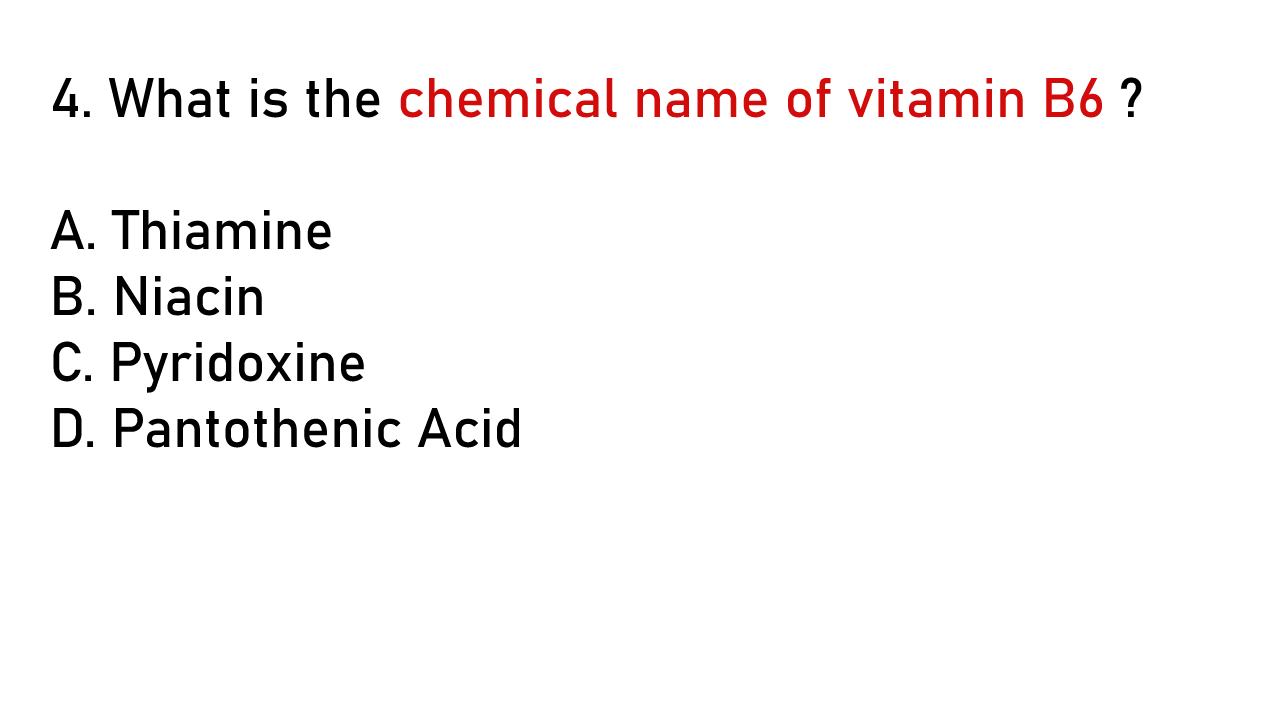 4. What is the chemical name of vitamin B6 ?
A. Thiamine
B. Niacin
C. Pyridoxine
D. Pantothenic Acid